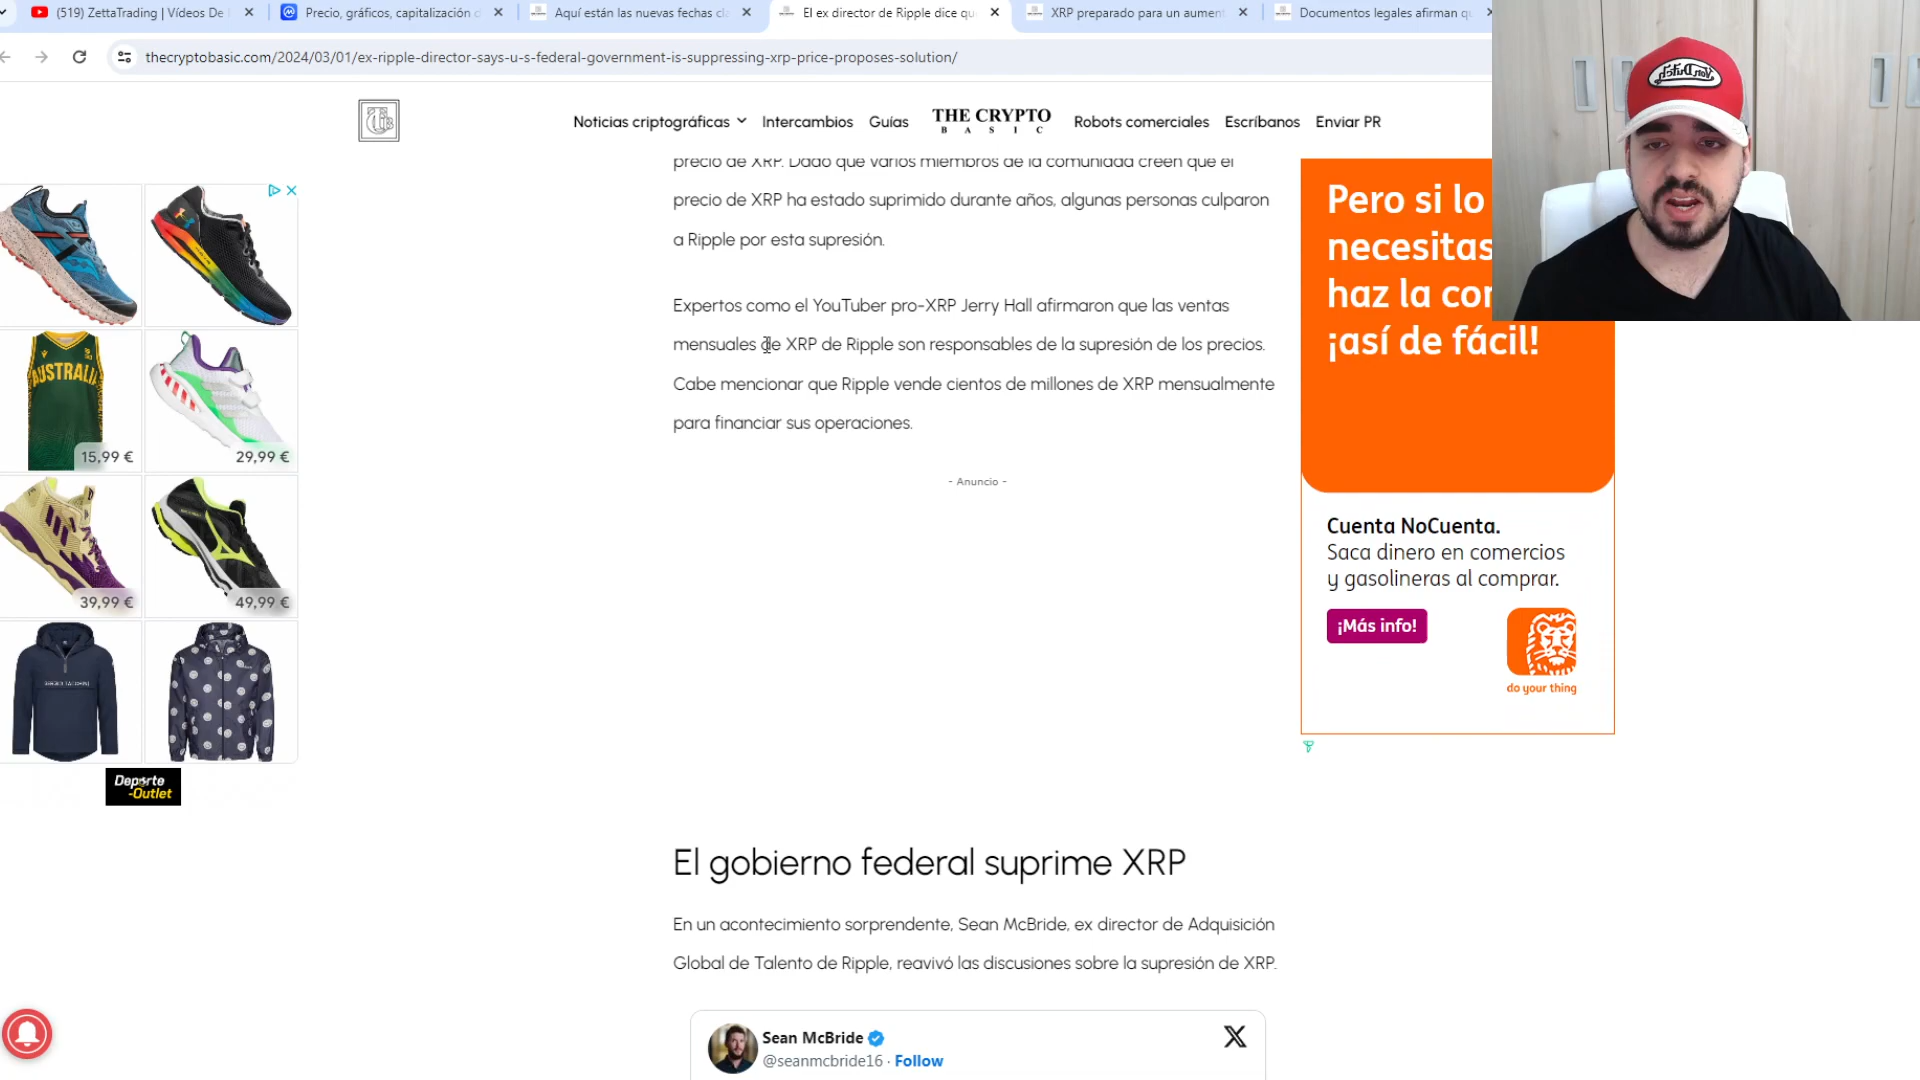 (519) ZettaTrading | Vídeos De
Precio, gráficos, capitalización d
Aquí están las nuevas fechas cl
El ex director de Ripple dice qu
XRP preparado para un aumen
Documentos legales afirman q
thecryptobasic.com/2024/03/01/ex-ripple-director-says-u-s-federal-government-is-suppressing-xrp-price-proposes-solution/
Noticias criptográficas
Intercambios
Guías
THE CRYPTO
BASIC
Robots comerciales
Escríbanos
Enviar PR
precio de XRP. Dado que varios miembros de la comunidad creen que el
precio de XRP ha estado suprimido durante años, algunas personas culparon
a Ripple por esta supresión.
Expertos como el YouTuber pro-XRP Jerry Hall afirmaron que las ventas
mensuales de XRP de Ripple son responsables de la supresión de los precios.
Cabe mencionar que Ripple vende cientos de millones de XRP mensualmente
para financiar sus operaciones.
- Anuncio -
El gobierno federal suprime XRP
En un acontecimiento sorprendente, Sean McBride, ex director de Adquisición
Global de Talento de Ripple, reavivó las discusiones sobre la supresión de XRP.
Sean McBride
@seanmcbride16 · Follow
AUSTRALIA
15,99 €
29,99 €
39,99 €
49,99 €
Deporte
-Outlet
Pero si lo
necesitas
haz la co
¡así de fácil!
Cuenta NoCuenta.
Saca dinero en comercios
y gasolineras al comprar.
¡Más info!
do your thing
Von Dutch